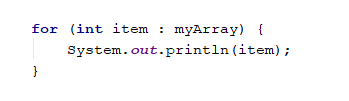 for (int item : myArray) {
    System.out.println(item);
}